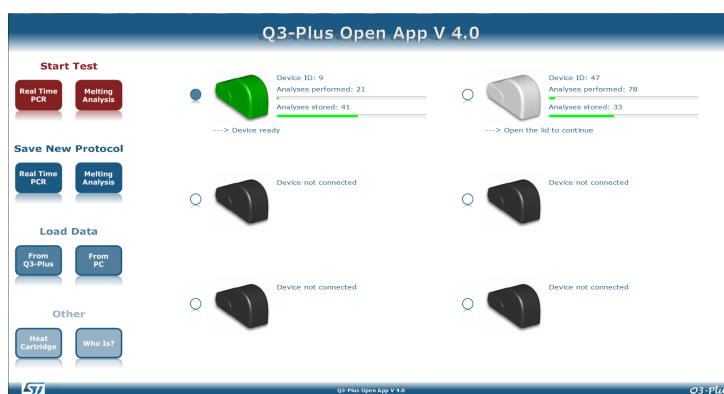 Q3-Plus Open App V 4.0
Start Test
Real Time
PCR
Melting
Analysis
Save New Protocol
Real Time
PCR
Melting
Analysis
Load Data
From
Q3-Plus
From
PC
Other
Heat
Cartridge
Who Is?
Device ID: 9
Analyses performed: 21
Analyses stored: 41
---> Device ready
Device ID: 47
Analyses performed: 78
Analyses stored: 33
---> Open the lid to continue
Device not connected
Device not connected
Device not connected
Device not connected
ST
Q3-Plus Open App V 4.0
Q3-Plu